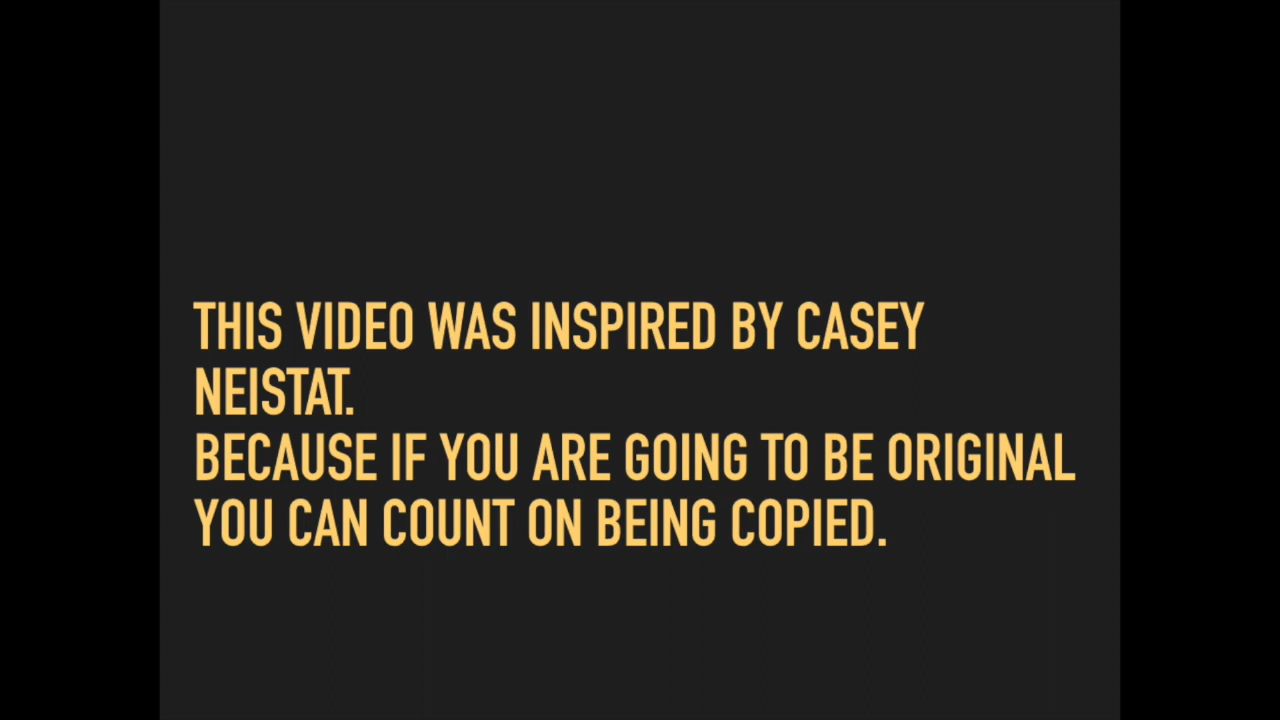 THIS VIDEO WAS INSPIRED BY CASEY
NEISTAT.
BECAUSE IF YOU ARE GOING TO BE ORIGINAL
YOU CAN COUNT ON BEING COPIED.